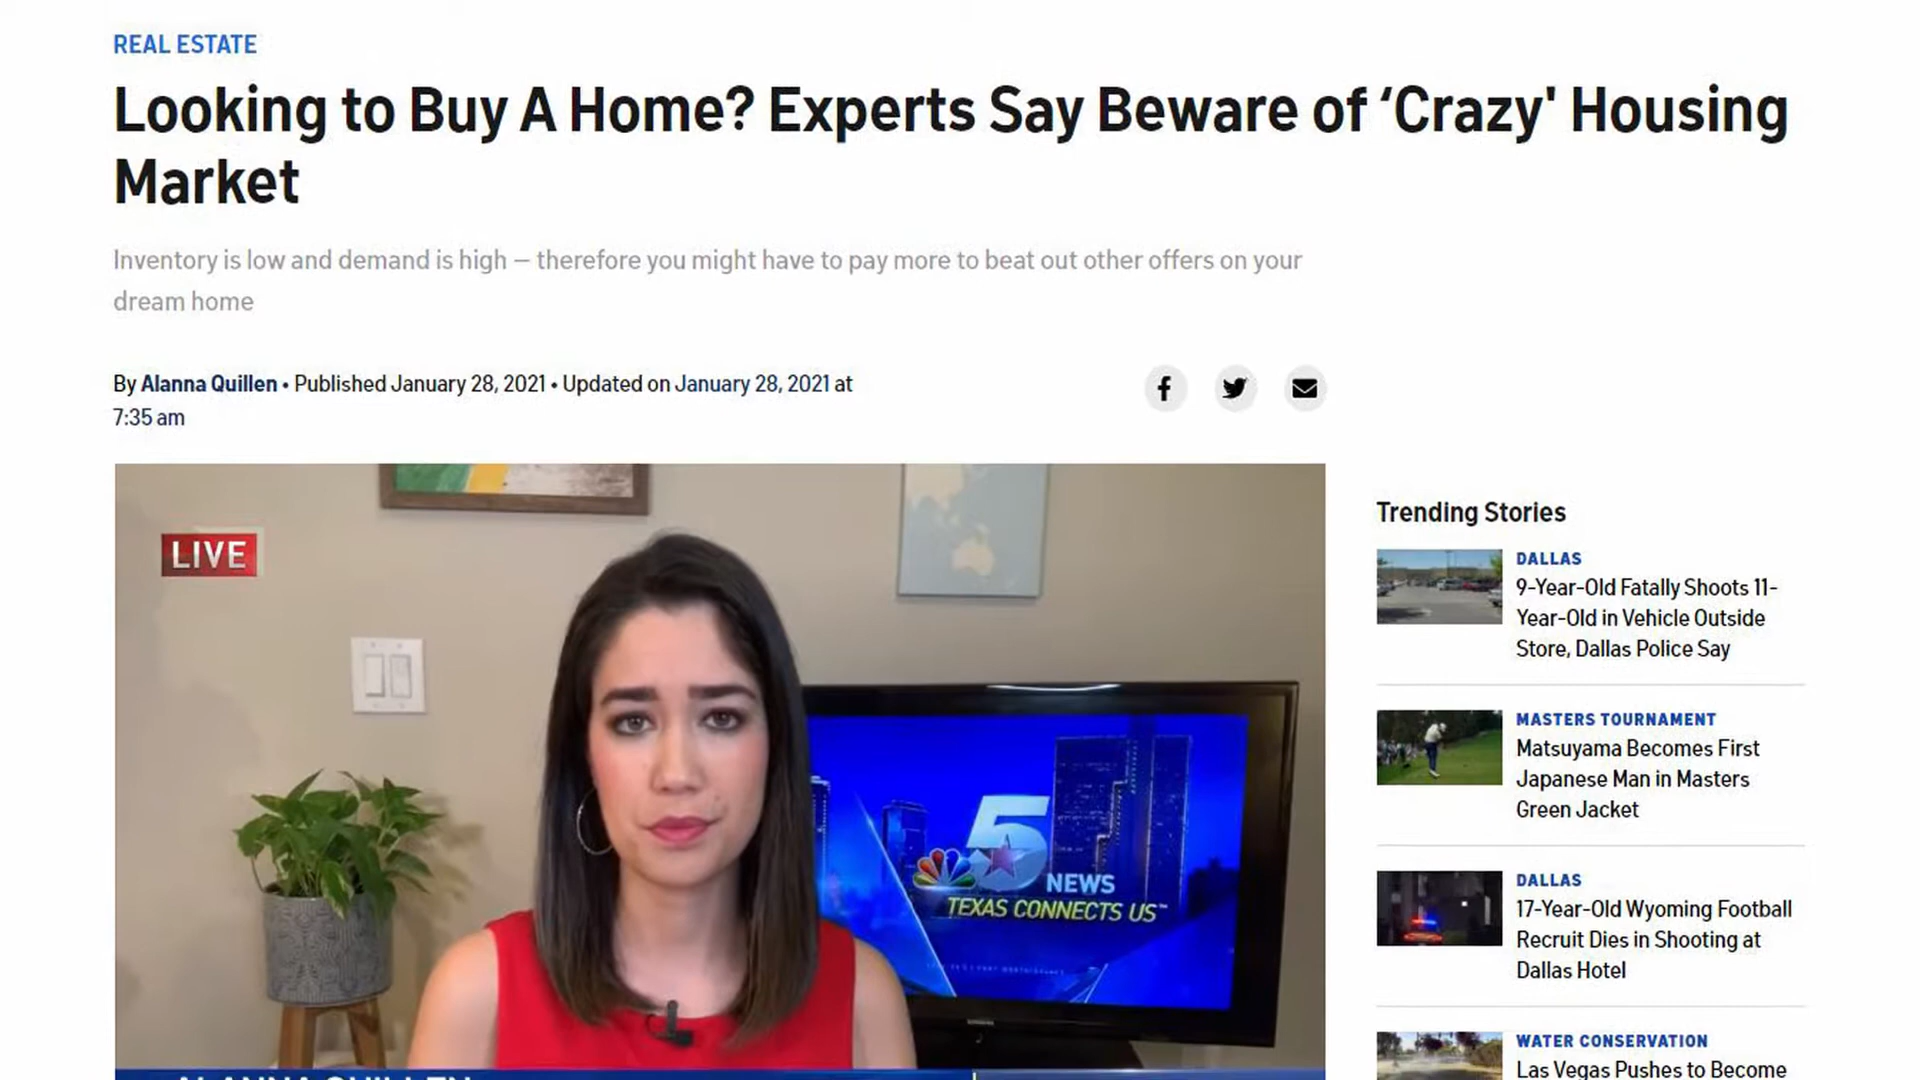 REAL ESTATE
Looking to Buy A Home? Experts Say Beware of ‘Crazy' Housing
Market
Inventory is low and demand is high – therefore you might have to pay more to beat out other offers on your
dream home
By Alanna Quillen • Published January 28, 2021 • Updated on January 28, 2021 at
7:35 am
LIVE
5
NEWS
TEXAS CONNECTS US™
ALANNA QUILLEN
Trending Stories
DALLAS
9-Year-Old Fatally Shoots 11-
Year-Old in Vehicle Outside
Store, Dallas Police Say
MASTERS TOURNAMENT
Matsuyama Becomes First
Japanese Man in Masters
Green Jacket
DALLAS
17-Year-Old Wyoming Football
Recruit Dies in Shooting at
Dallas Hotel
WATER CONSERVATION
Las Vegas Pushes to Become